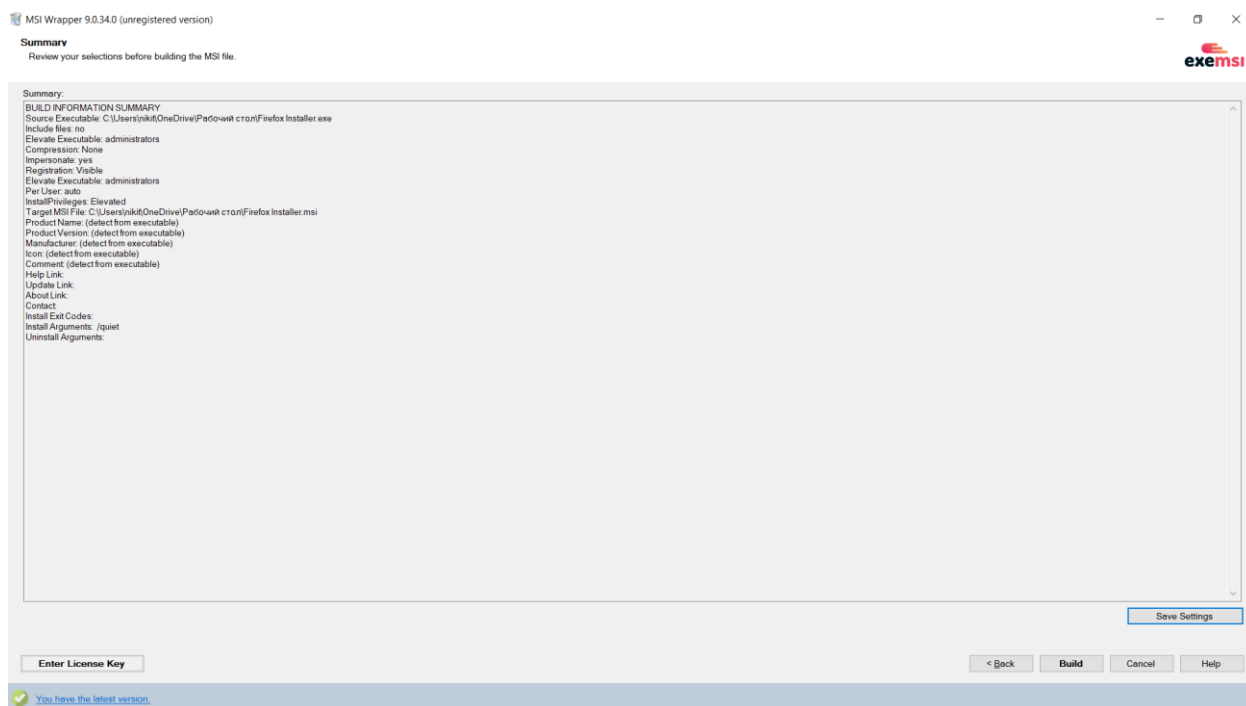 MSI Wrapper 9.0.34.0 (unregistered version)
Summary
Review your selections before building the MSI file.
exemsi
Summary:
BUILD INFORMATION SUMMARY
Source Executable: C:\Users\nikit\OneDrive\Рабочий стол\Firefox Installer.exe
Include files: no
Elevate Executable: administrators
Compression: None
Impersonate: yes
Registration: Visible
Elevate Executable: administrators
Per User: auto
InstallPrivileges: Elevated
Target MSI File: C:\Users\nikit\OneDrive\Рабочий стол\Firefox Installer.msi
Product Name: (detect from executable)
Product Version: (detect from executable)
Manufacturer: (detect from executable)
Icon: (detect from executable)
Comment: (detect from executable)
Help Link:
Update Link:
About Link:
Contact:
Install Exit Codes:
Install Arguments: /quiet
Uninstall Arguments:
Save Settings
Enter License Key
< Back
Build
Cancel
Help
You have the latest version.